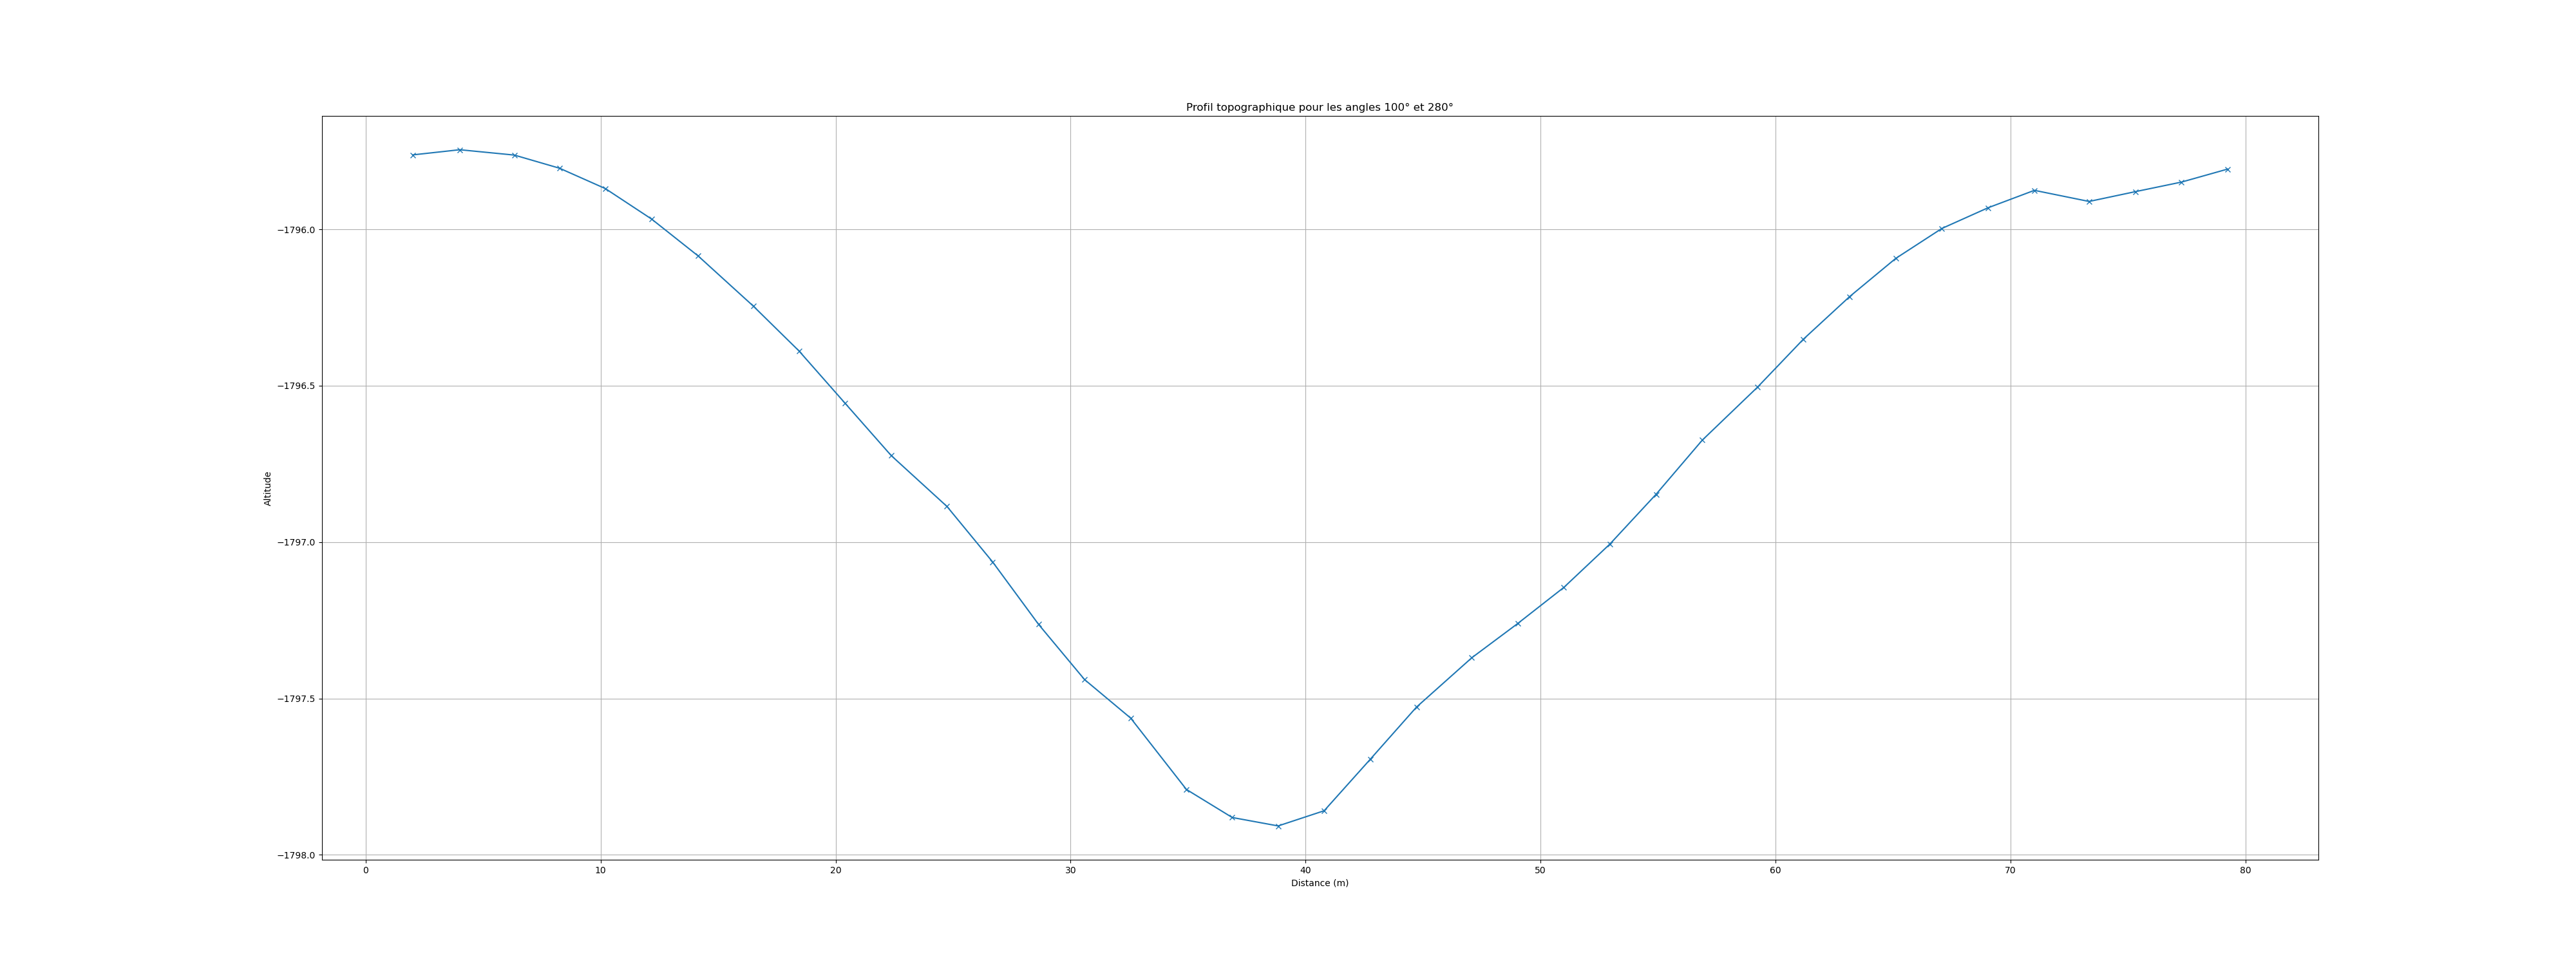 Profil topographique pour les angles 100° et 280°
Altitude
−1796.0
−1796.5
−1797.0
−1797.5
−1798.0
0 10 20 30 40 50 60 70 80
Distance (m)